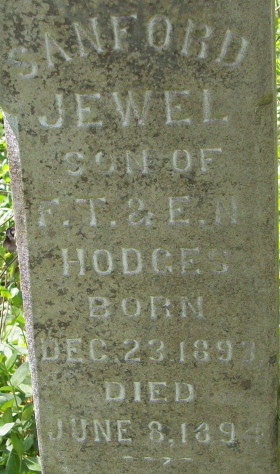 SANFORD
JEWEL
SON OF
F. T. & E. N
HODGES
BORN
DEC. 23, 1893
DIED
JUNE 8, 1894